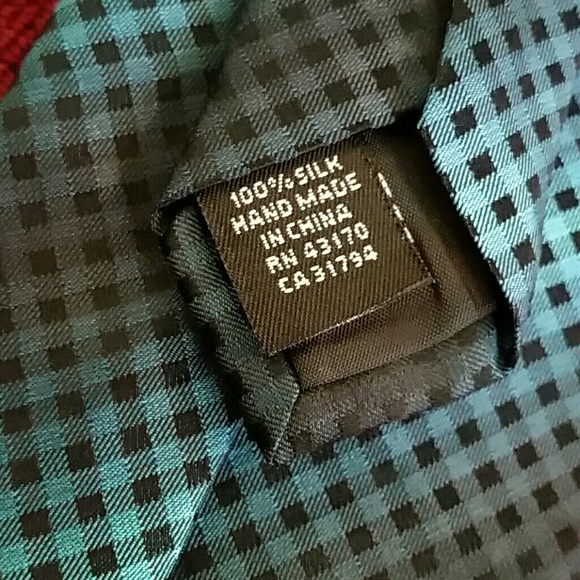 100% SILK
HAND MADE
IN CHINA
RN 43170
CA 31794